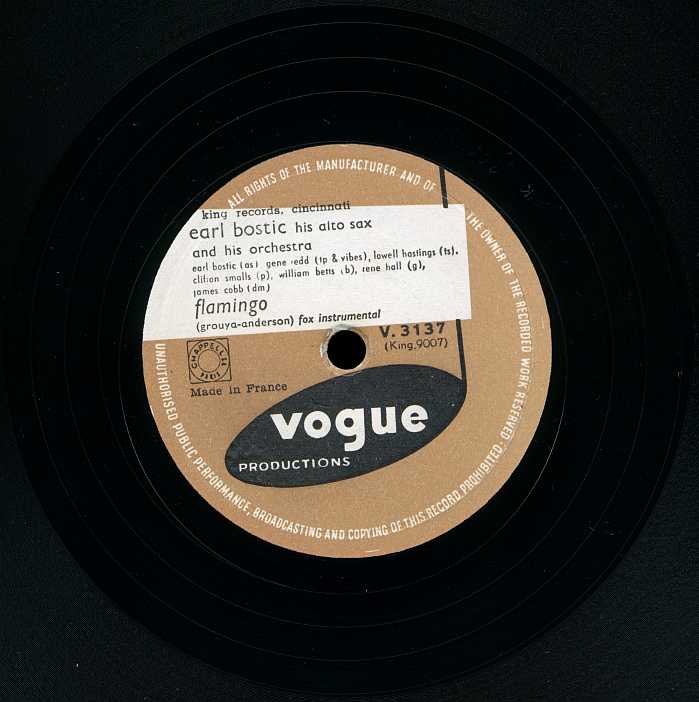 ALL RIGHTS OF THE MANUFACTURER AND OF THE OWNER OF THE RECORDED WORK RESERVED. UNAUTHORISED PUBLIC PERFORMANCE, BROADCASTING AND COPYING OF THIS RECORD PROHIBITED.
king records, cincinnati
earl bostic his alto sax
and his orchestra
earl bostic (as) gene redd (tp & vibes), lowell hastings (ts).
clifton smalls (p), william betts (b), rene hall (g),
james cobb (dm)
flamingo
(grouya-anderson) fox instrumental
V. 3137
(King.9007)
CHAPPELL
Made in France
vogue
PRODUCTIONS